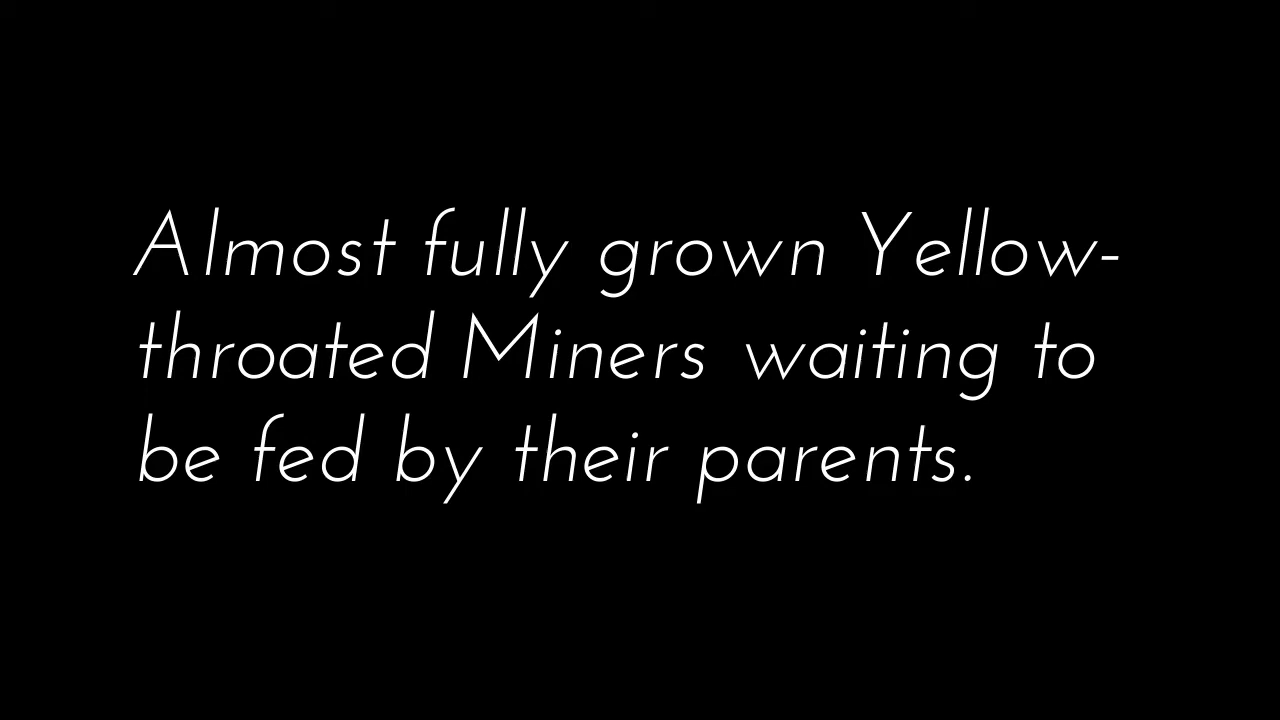 Almost fully grown Yellow-
throated Miners waiting to
be fed by their parents.